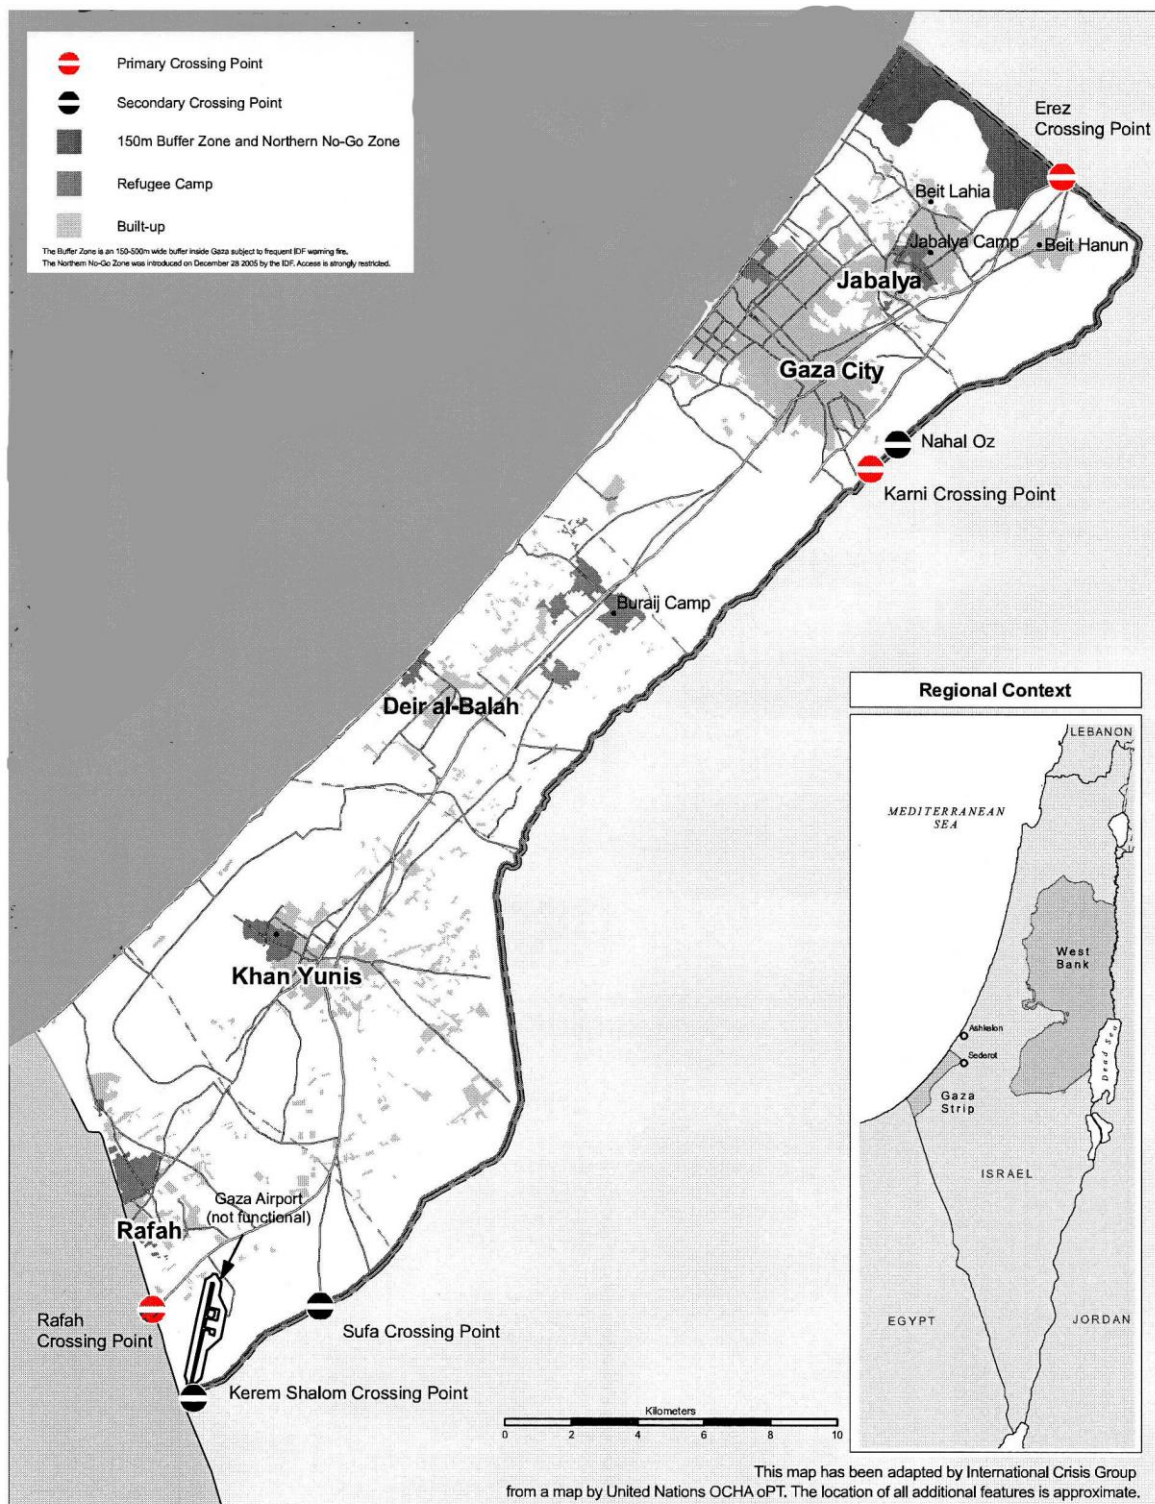 Primary Crossing Point
Secondary Crossing Point
150m Buffer Zone and Northern No-Go Zone
Refugee Camp
Built-up
The Buffer Zone is an 150-500m wide buffer inside Gaza subject to frequent IDF warning fire.
The Northern No-Go Zone was introduced on December 28 2005 by the IDF. Access is strongly restricted.
Erez
Crossing Point
Beit Lahia
Jabalya Camp
Beit Hanun
Jabalya
Gaza City
Nahal Oz
Karni Crossing Point
Buraij Camp
Deir al-Balah
Khan Yunis
Gaza Airport
(not functional)
Rafah
Rafah
Crossing Point
Sufa Crossing Point
Kerem Shalom Crossing Point
Kilometers
0 2 4 6 8 10
Regional Context
LEBANON
MEDITERRANEAN
SEA
West
Bank
Ashkelon
Sederot
Dead Sea
Gaza
Strip
ISRAEL
EGYPT
JORDAN
This map has been adapted by International Crisis Group
from a map by United Nations OCHA oPT. The location of all additional features is approximate.